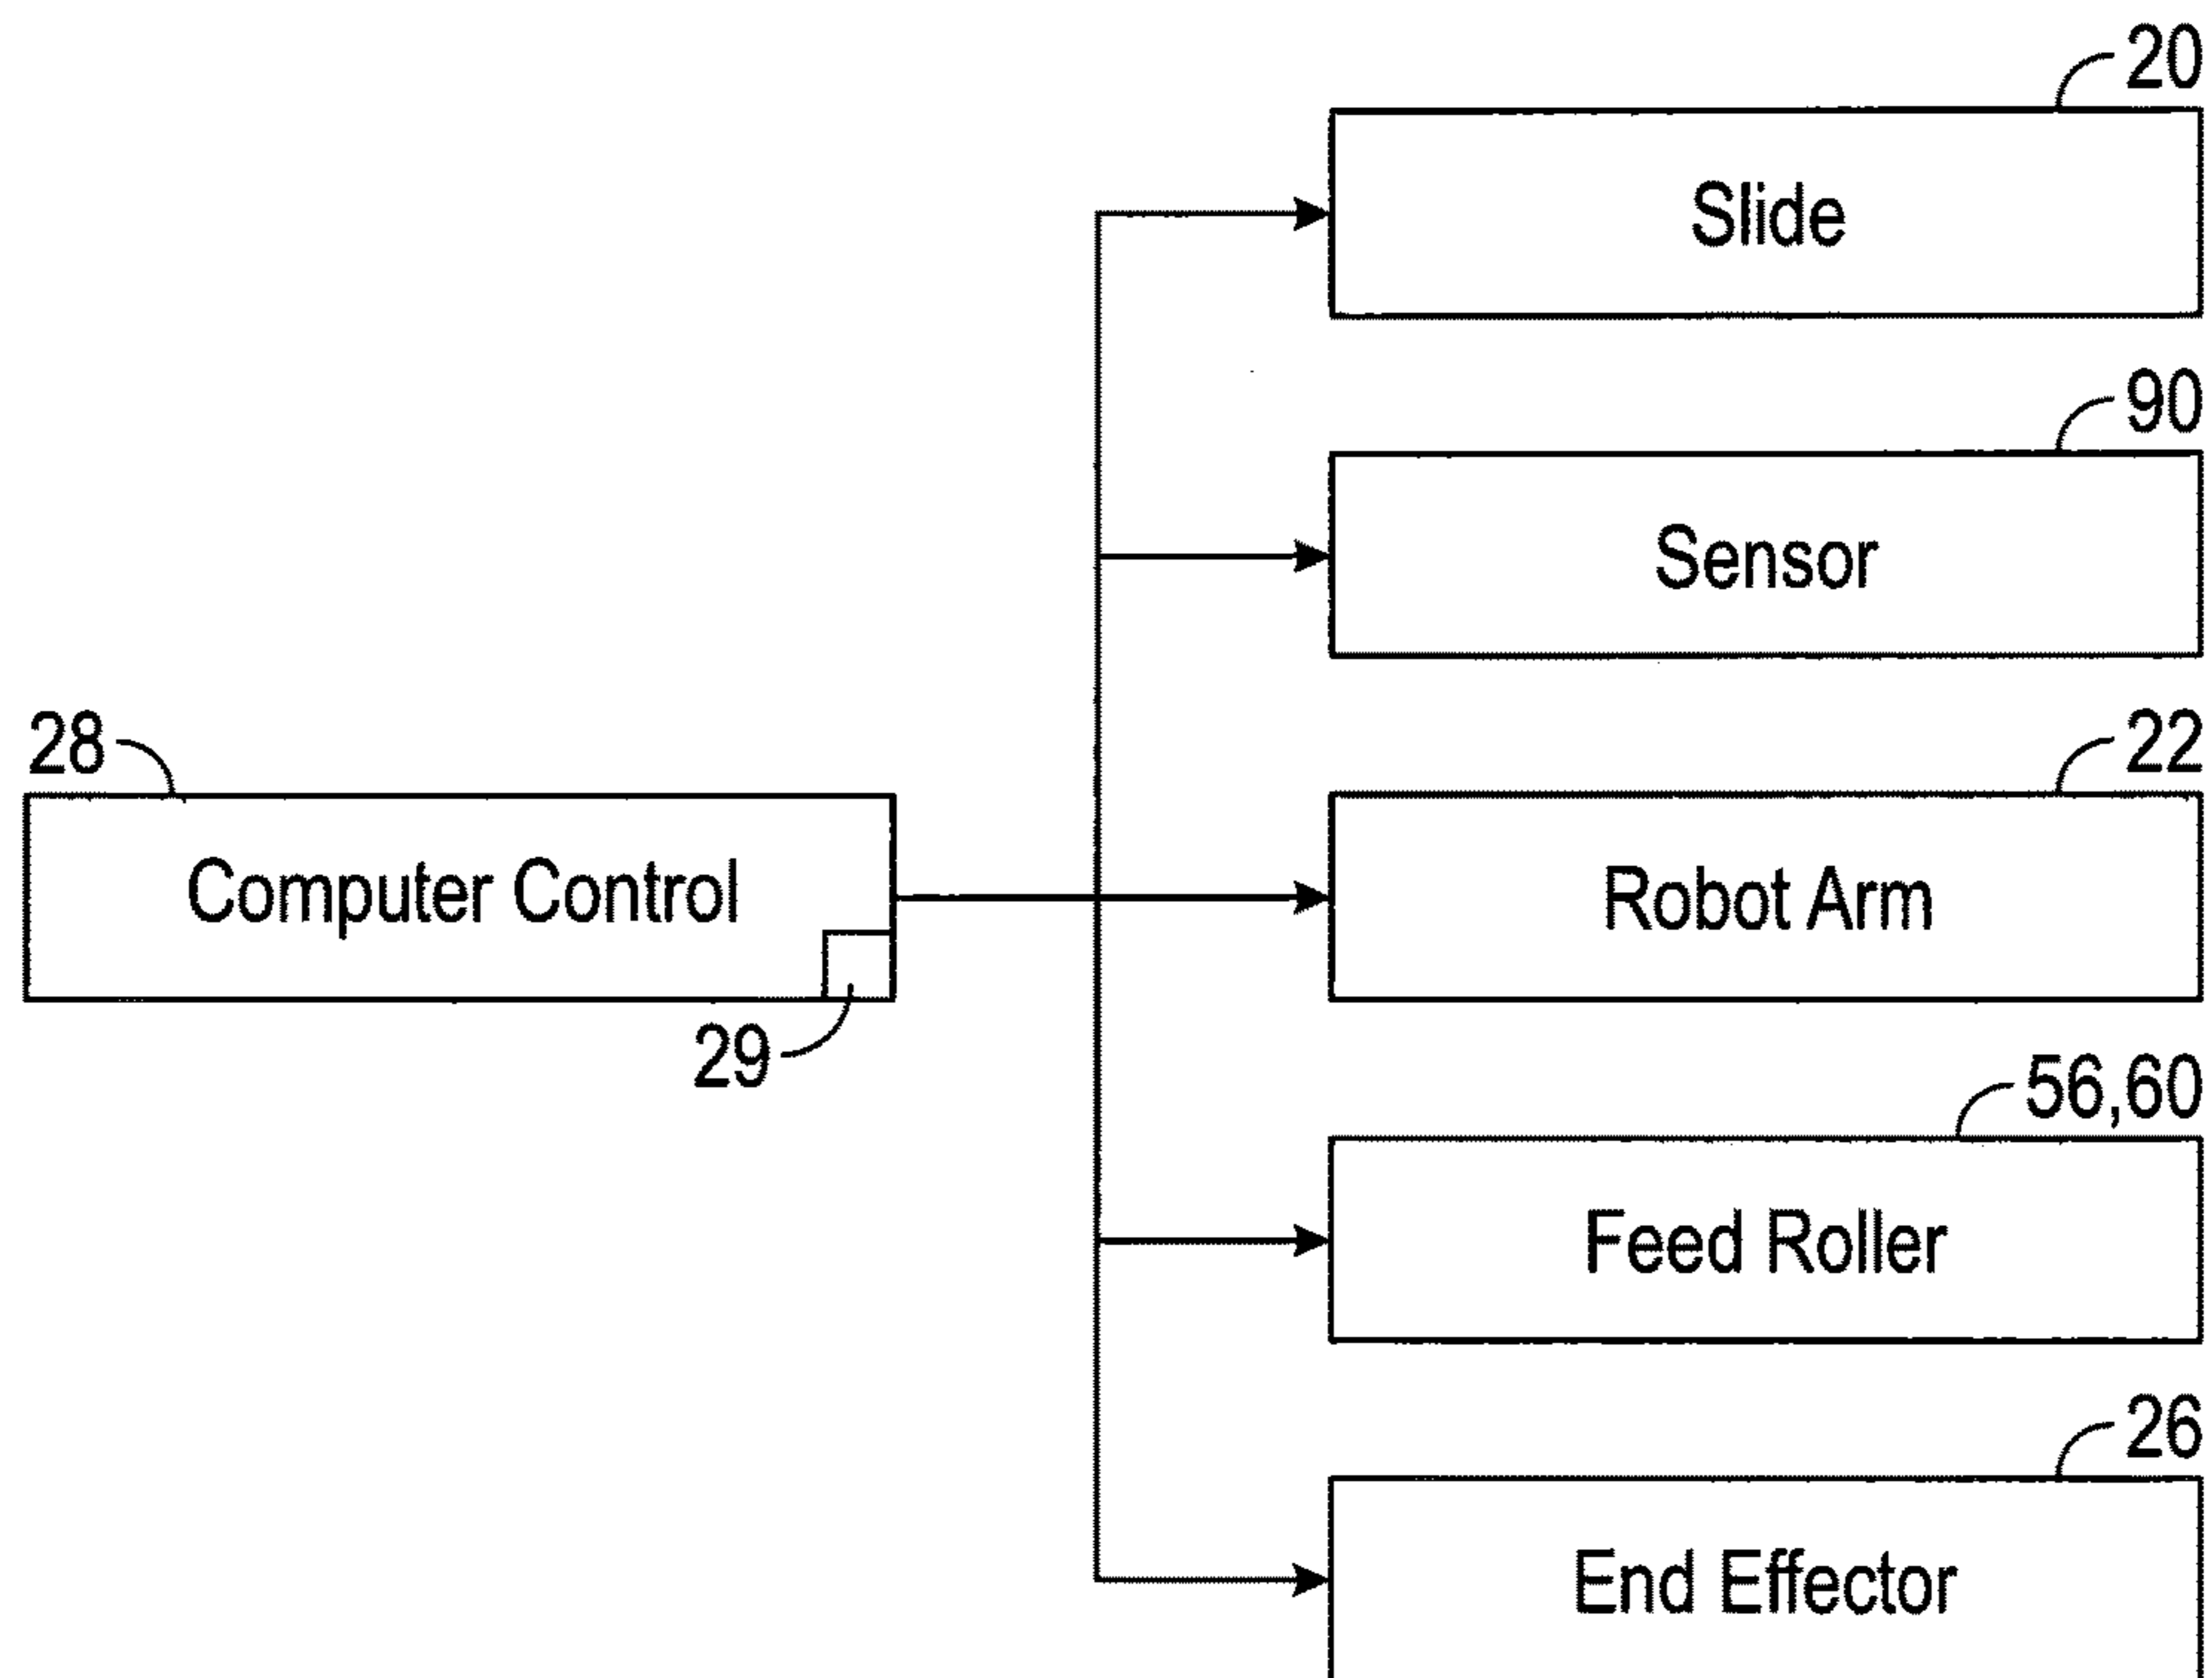 20
Slide
90
Sensor
28
Computer Control
29
22
Robot Arm
56,60
Feed Roller
26
End Effector